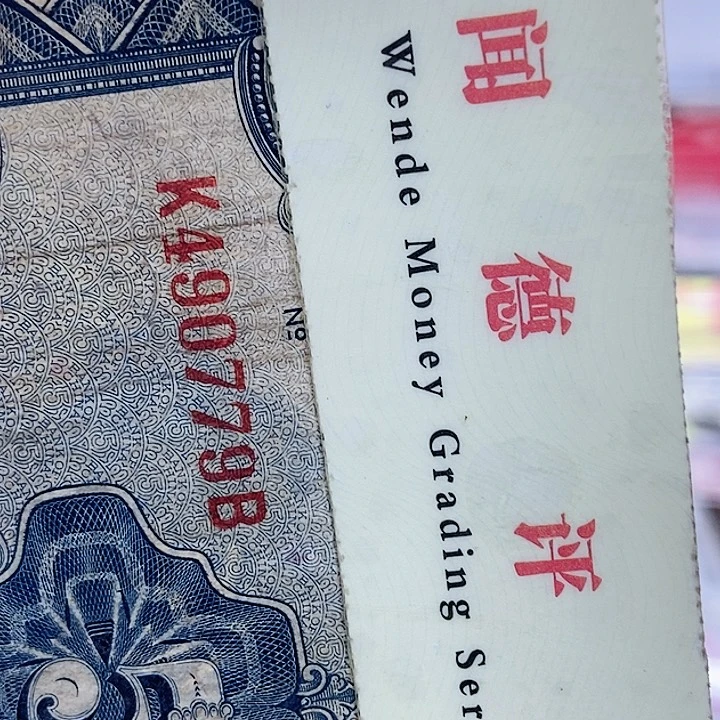 闻德评
Wende Money Grading Ser
№
K490779B